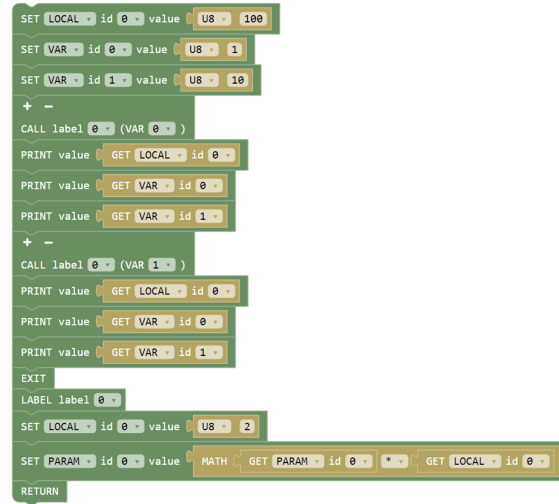 SET LOCAL id 0 value U8 100
SET VAR id 0 value U8 1
SET VAR id 1 value U8 10
+ -
CALL label 0 (VAR 0 )
PRINT value GET LOCAL id 0
PRINT value GET VAR id 0
PRINT value GET VAR id 1
+ -
CALL label 0 (VAR 1 )
PRINT value GET LOCAL id 0
PRINT value GET VAR id 0
PRINT value GET VAR id 1
EXIT
LABEL label 0
SET LOCAL id 0 value U8 2
SET PARAM id 0 value MATH GET PARAM id 0 * GET LOCAL id 0
RETURN